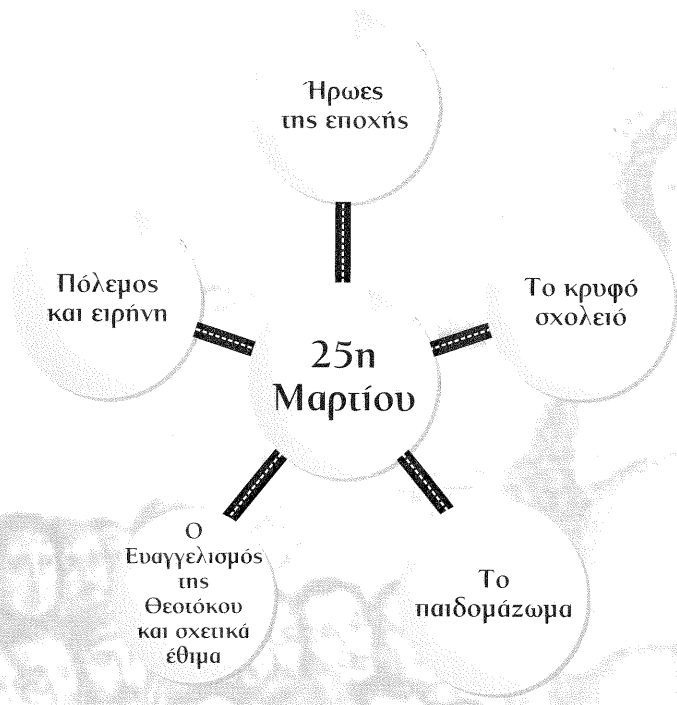 Ήρωες
της εποχής
Πόλεμος
και ειρήνη
Το κρυφό
σχολειό
25η
Μαρτίου
Ο
Ευαγγελισμός
της
Θεοτόκου
και σχετικά
έθιμα
Το
παιδομάζωμα